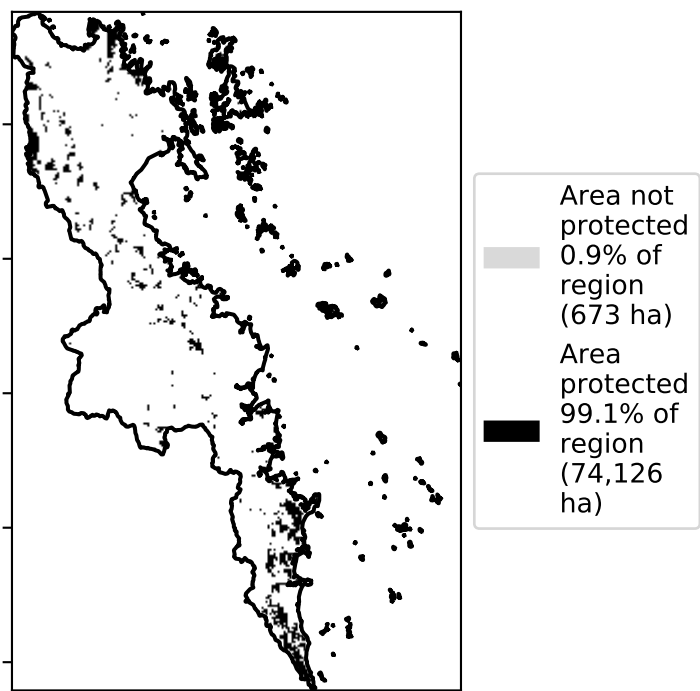 Area not
protected
0.9% of
region
(673 ha)
Area
protected
99.1% of
region
(74,126
ha)